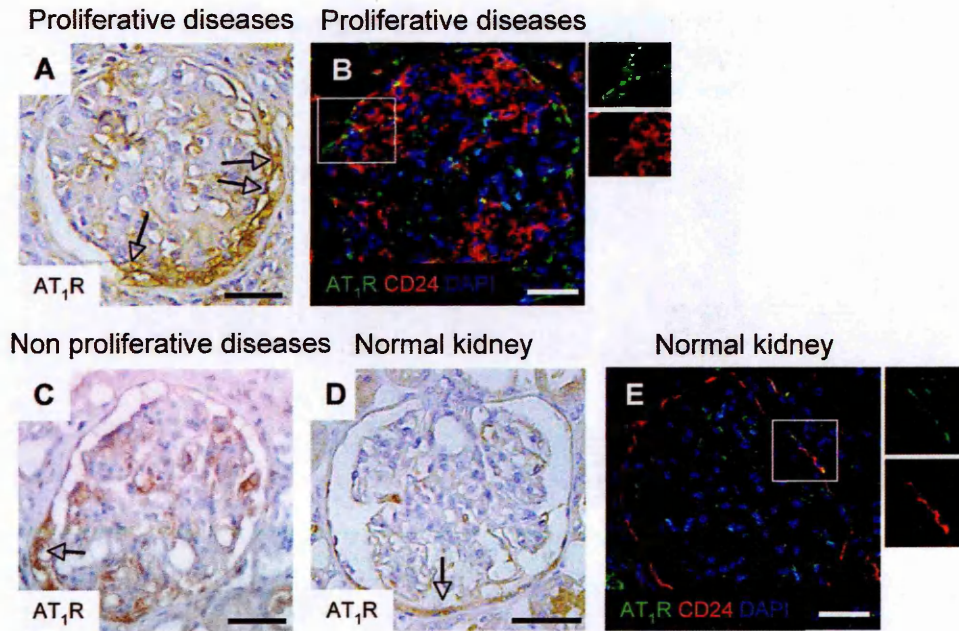 Proliferative diseases
Proliferative diseases
A
B
AT₁R
AT₁R CD24 DAPI
Non proliferative diseases
Normal kidney
Normal kidney
C
D
E
AT₁R
AT₁R
AT₁R CD24 DAPI